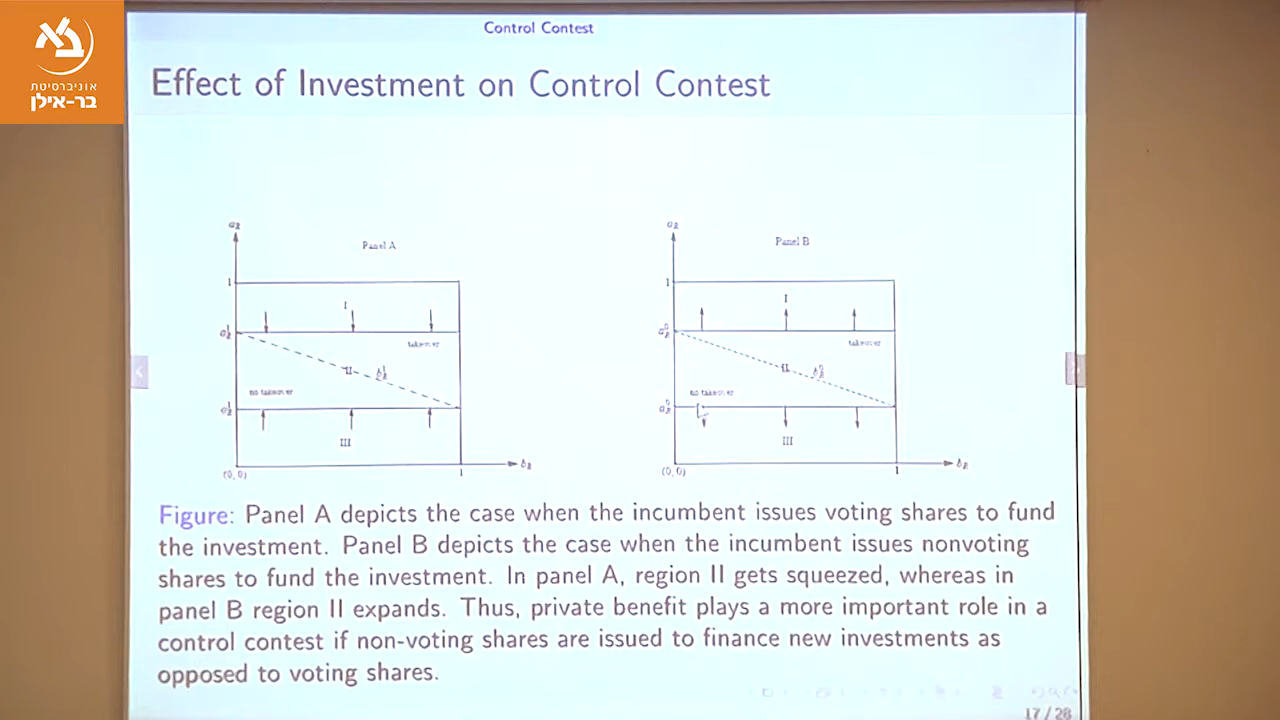 Control Contest
Effect of Investment on Control Contest
אוניברסיטת
בר-אילן
Panel A
1
I
takeover
II
no takeover
III
(0, 0)
1
Panel B
1
I
takeover
II
no takeover
III
(0, 0)
1
Figure: Panel A depicts the case when the incumbent issues voting shares to fund
the investment. Panel B depicts the case when the incumbent issues nonvoting
shares to fund the investment. In panel A, region II gets squeezed, whereas in
panel B region II expands. Thus, private benefit plays a more important role in a
control contest if non-voting shares are issued to finance new investments as
opposed to voting shares.
17 / 28